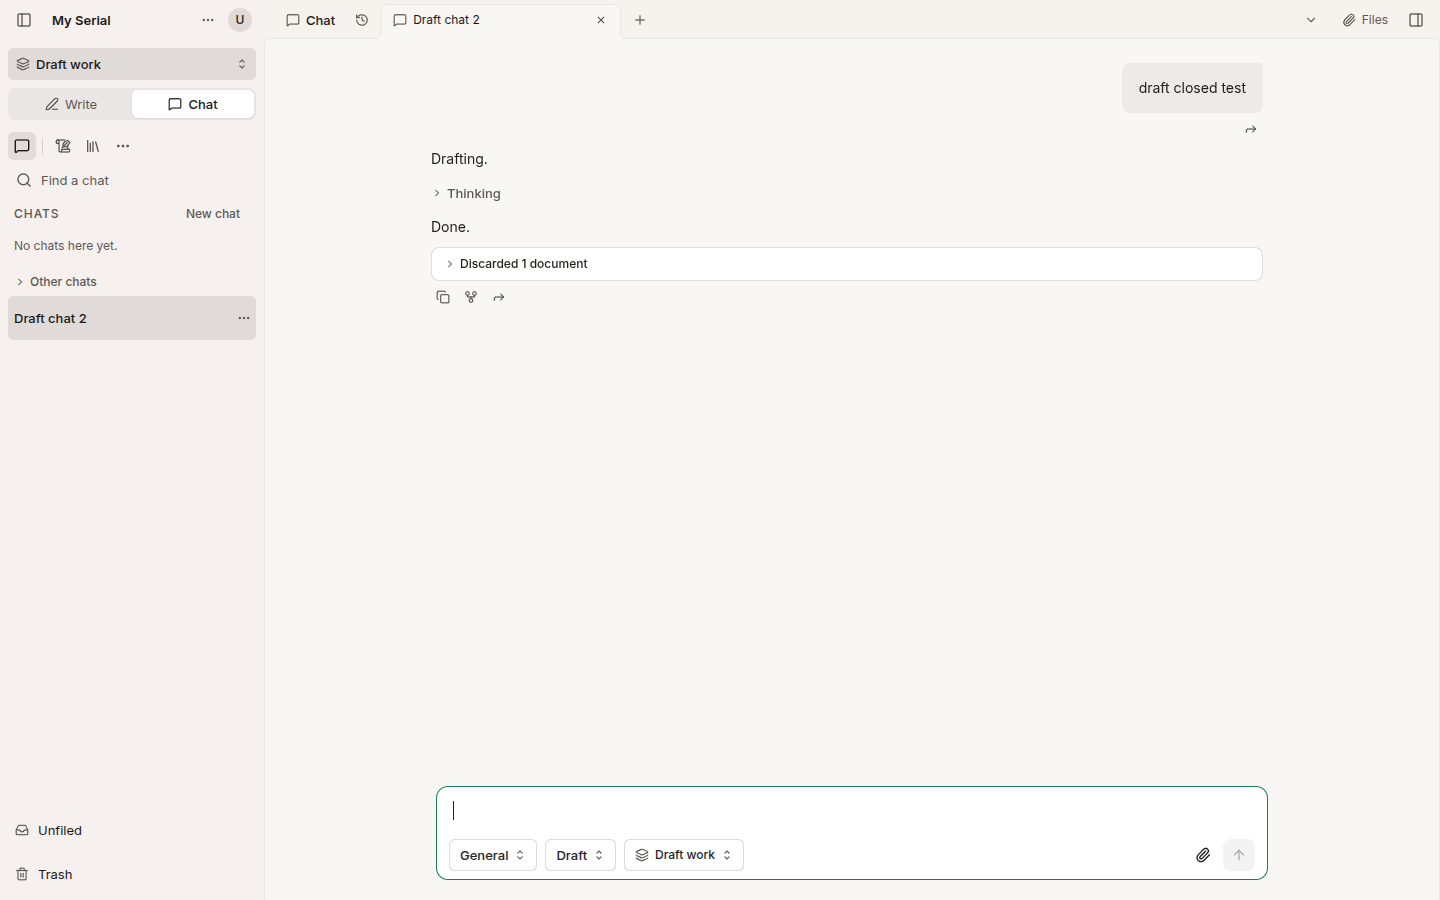 My Serial
U
Chat
Draft chat 2
Files
Draft work
Write
Chat
Find a chat
CHATS
New chat
No chats here yet.
Other chats
Draft chat 2
Unfiled
Trash
draft closed test
Drafting.
Thinking
Done.
Discarded 1 document
General
Draft
Draft work